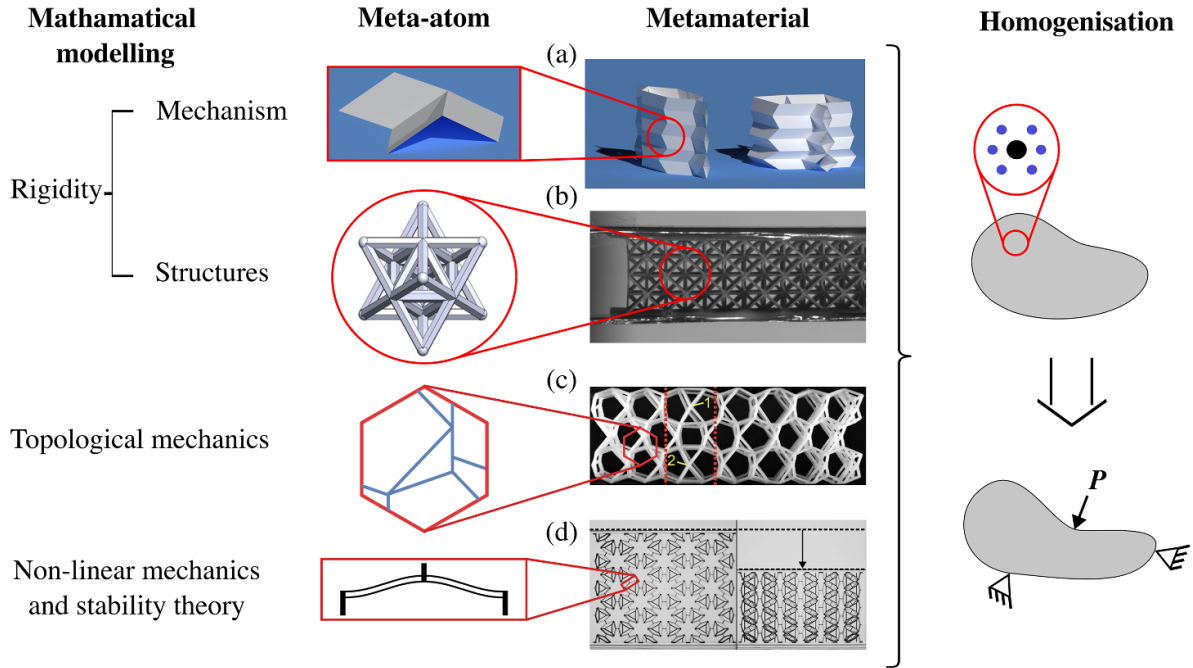 Mathamatical
modelling
Meta-atom
Metamaterial
Homogenisation
(a)
Mechanism
Rigidity
(b)
Structures
(c)
1
Topological mechanics
2
P
(d)
Non-linear mechanics
and stability theory